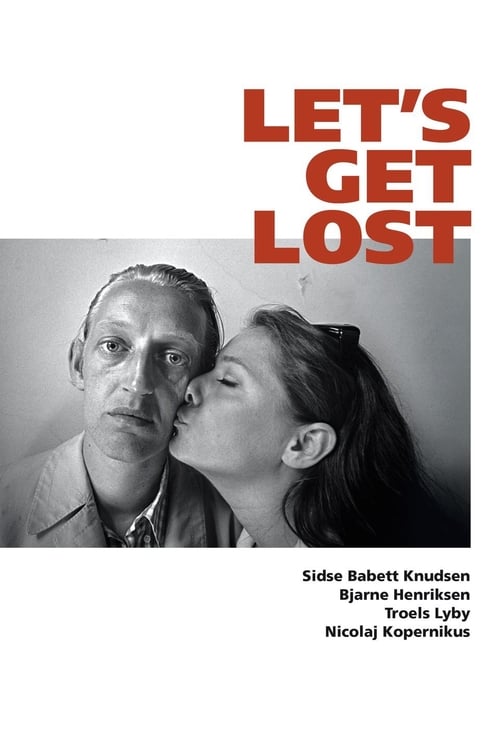 LET'S
GET
LOST
Sidse Babett Knudsen
Bjarne Henriksen
Troels Lyby
Nicolaj Kopernikus